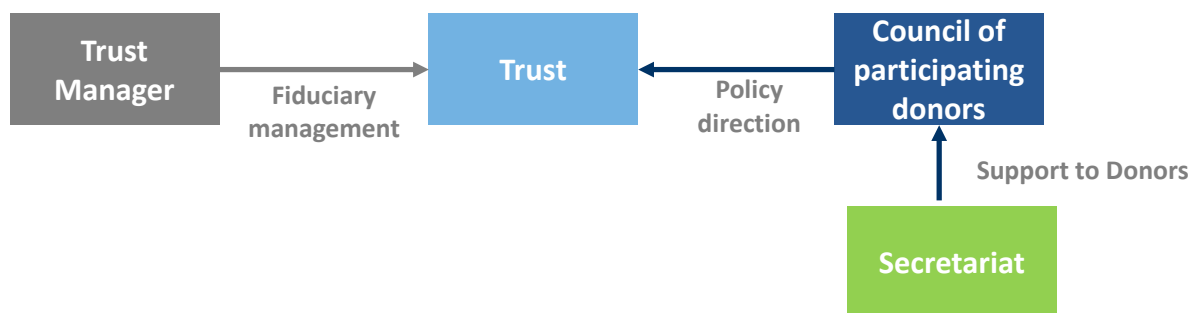 Trust
Manager
Fiduciary
management
Trust
Policy
direction
Council of
participating
donors
Support to Donors
Secretariat